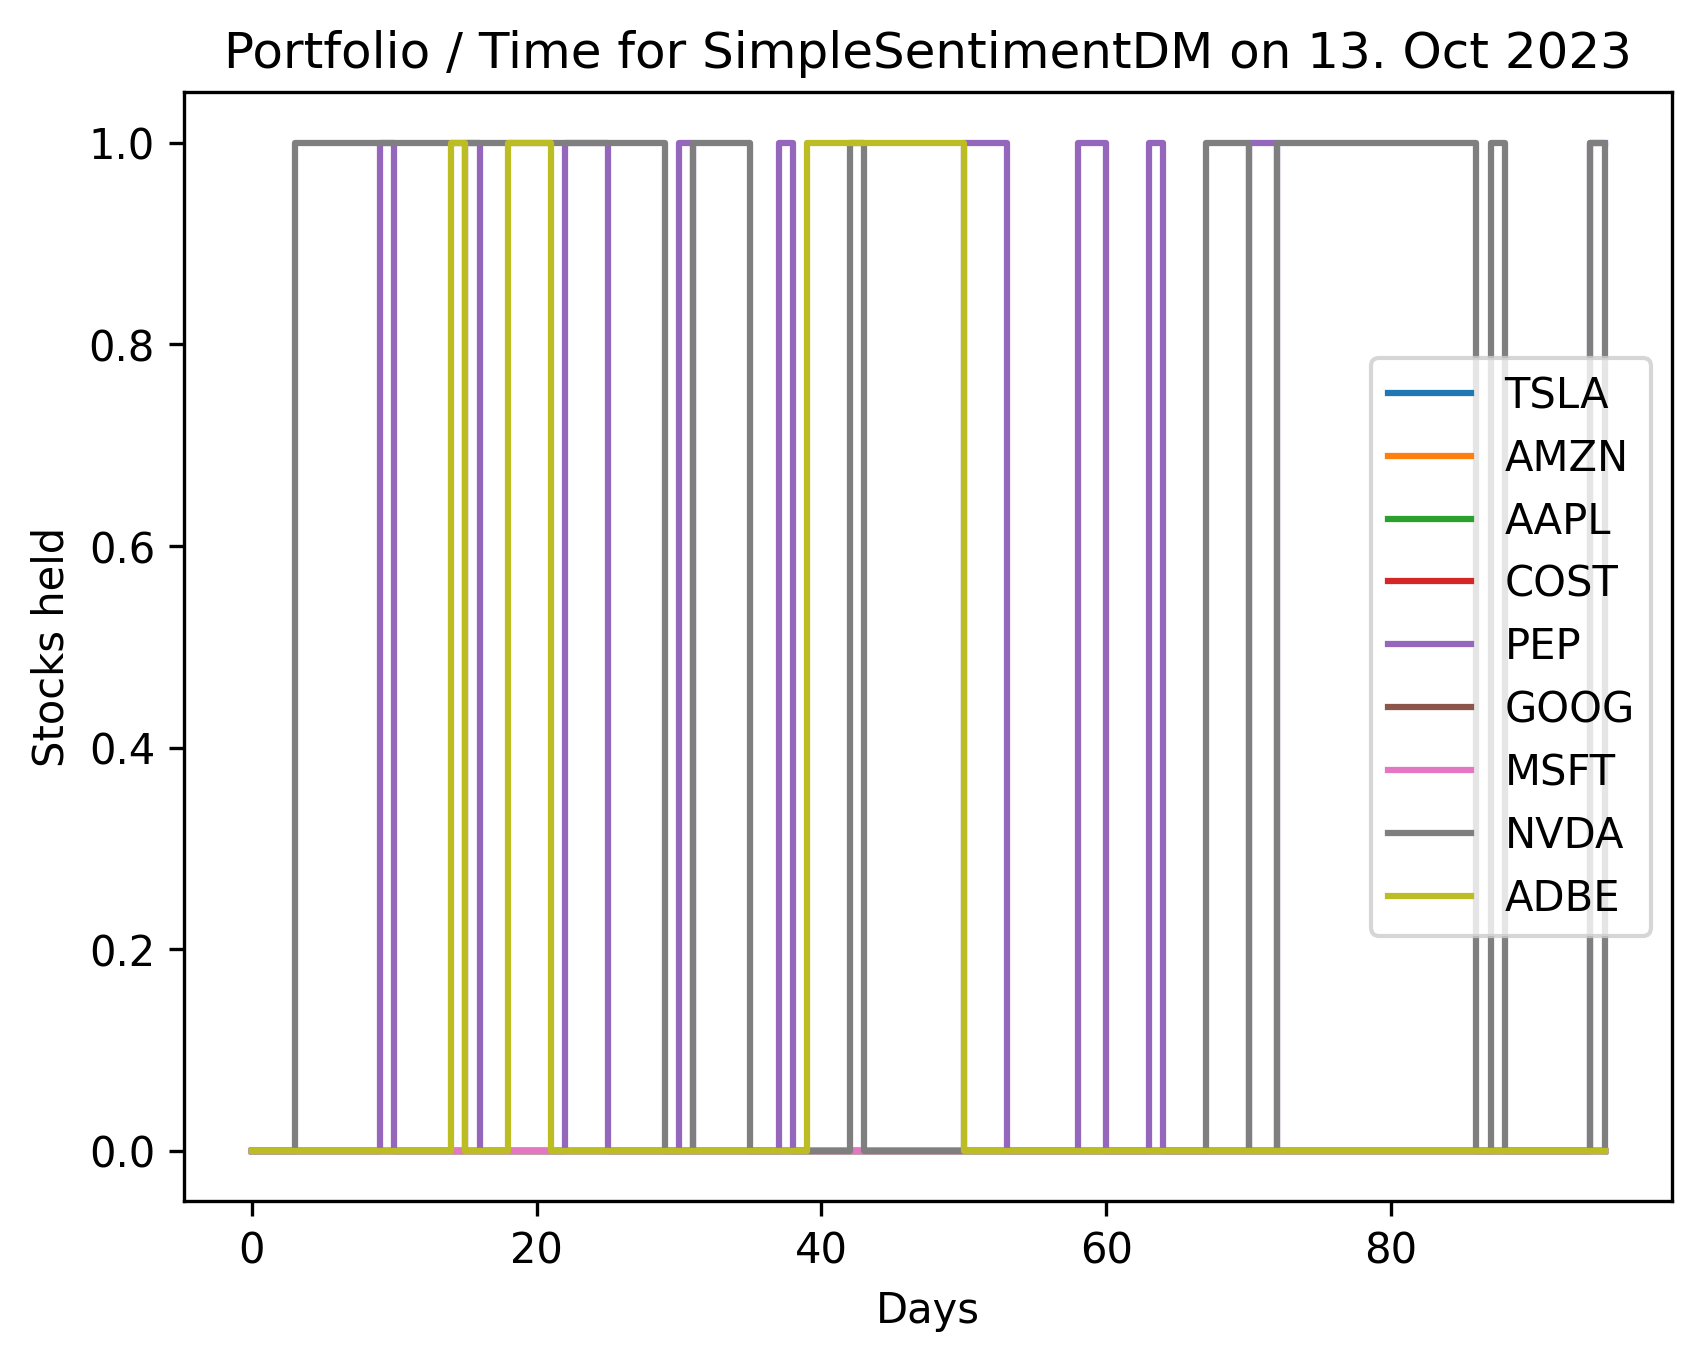 Portfolio / Time for SimpleSentimentDM on 13. Oct 2023
1.0
0.8
0.6
0.4
0.2
0.0
Stocks held
TSLA
AMZN
AAPL
COST
PEP
GOOG
MSFT
NVDA
ADBE
0 20 40 60 80
Days